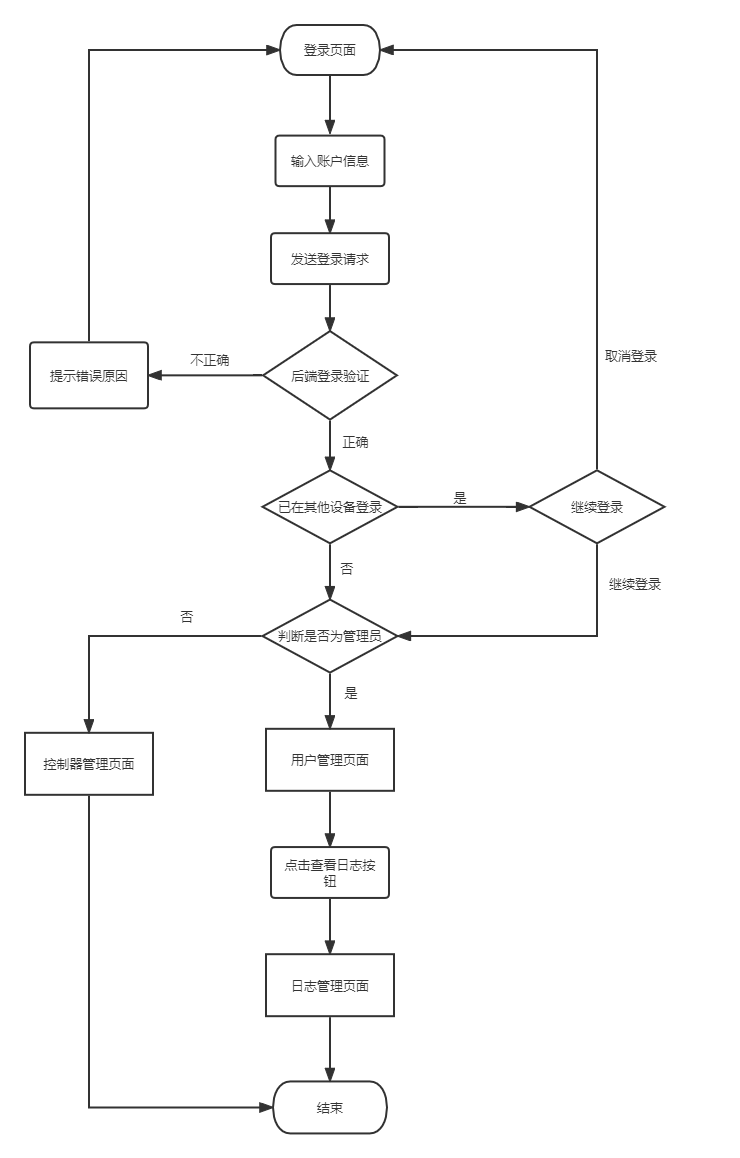 登录页面
输入账户信息
发送登录请求
取消登录
不正确
提示错误原因
后端登录验证
正确
是
已在其他设备登录
继续登录
否
继续登录
否
判断是否为管理员
是
控制器管理页面
用户管理页面
点击查看日志按
钮
日志管理页面
结束